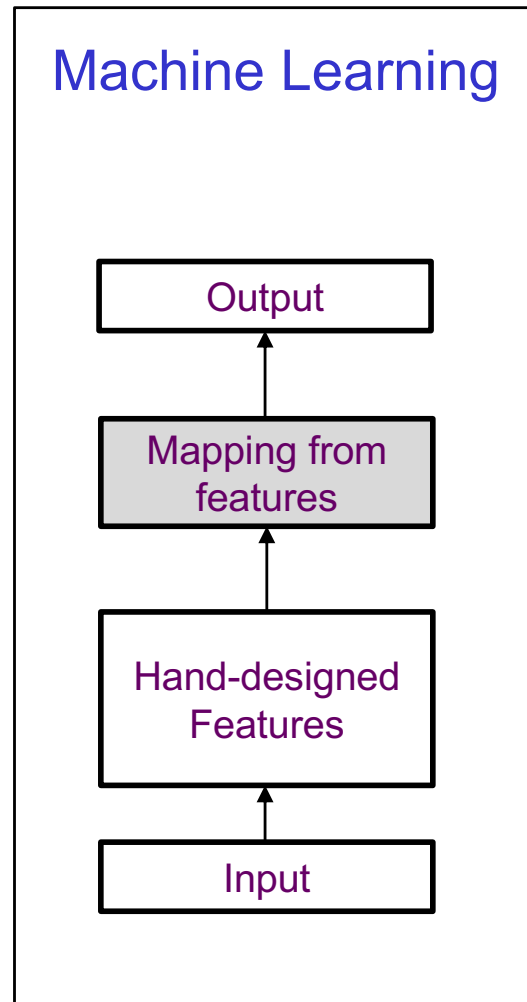 Machine Learning
Output
Mapping from
features
Hand-designed
Features
Input